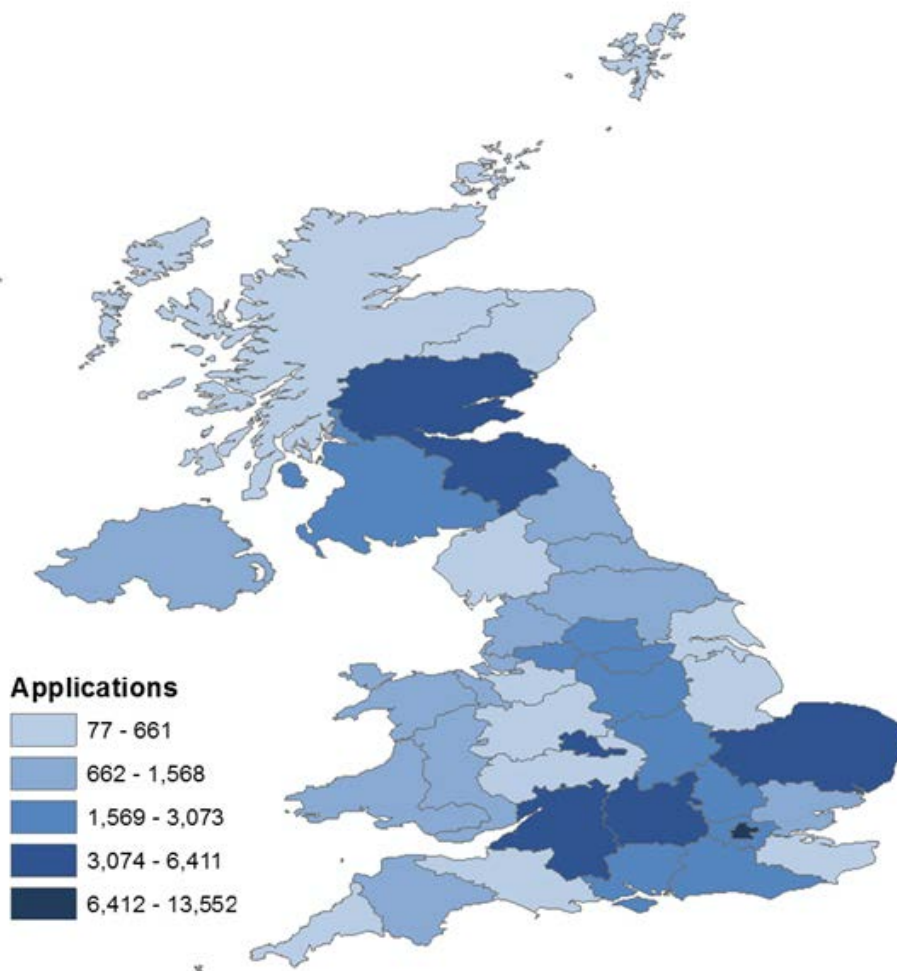 Applications
77 - 661
662 - 1,568
1,569 - 3,073
3,074 - 6,411
6,412 - 13,552